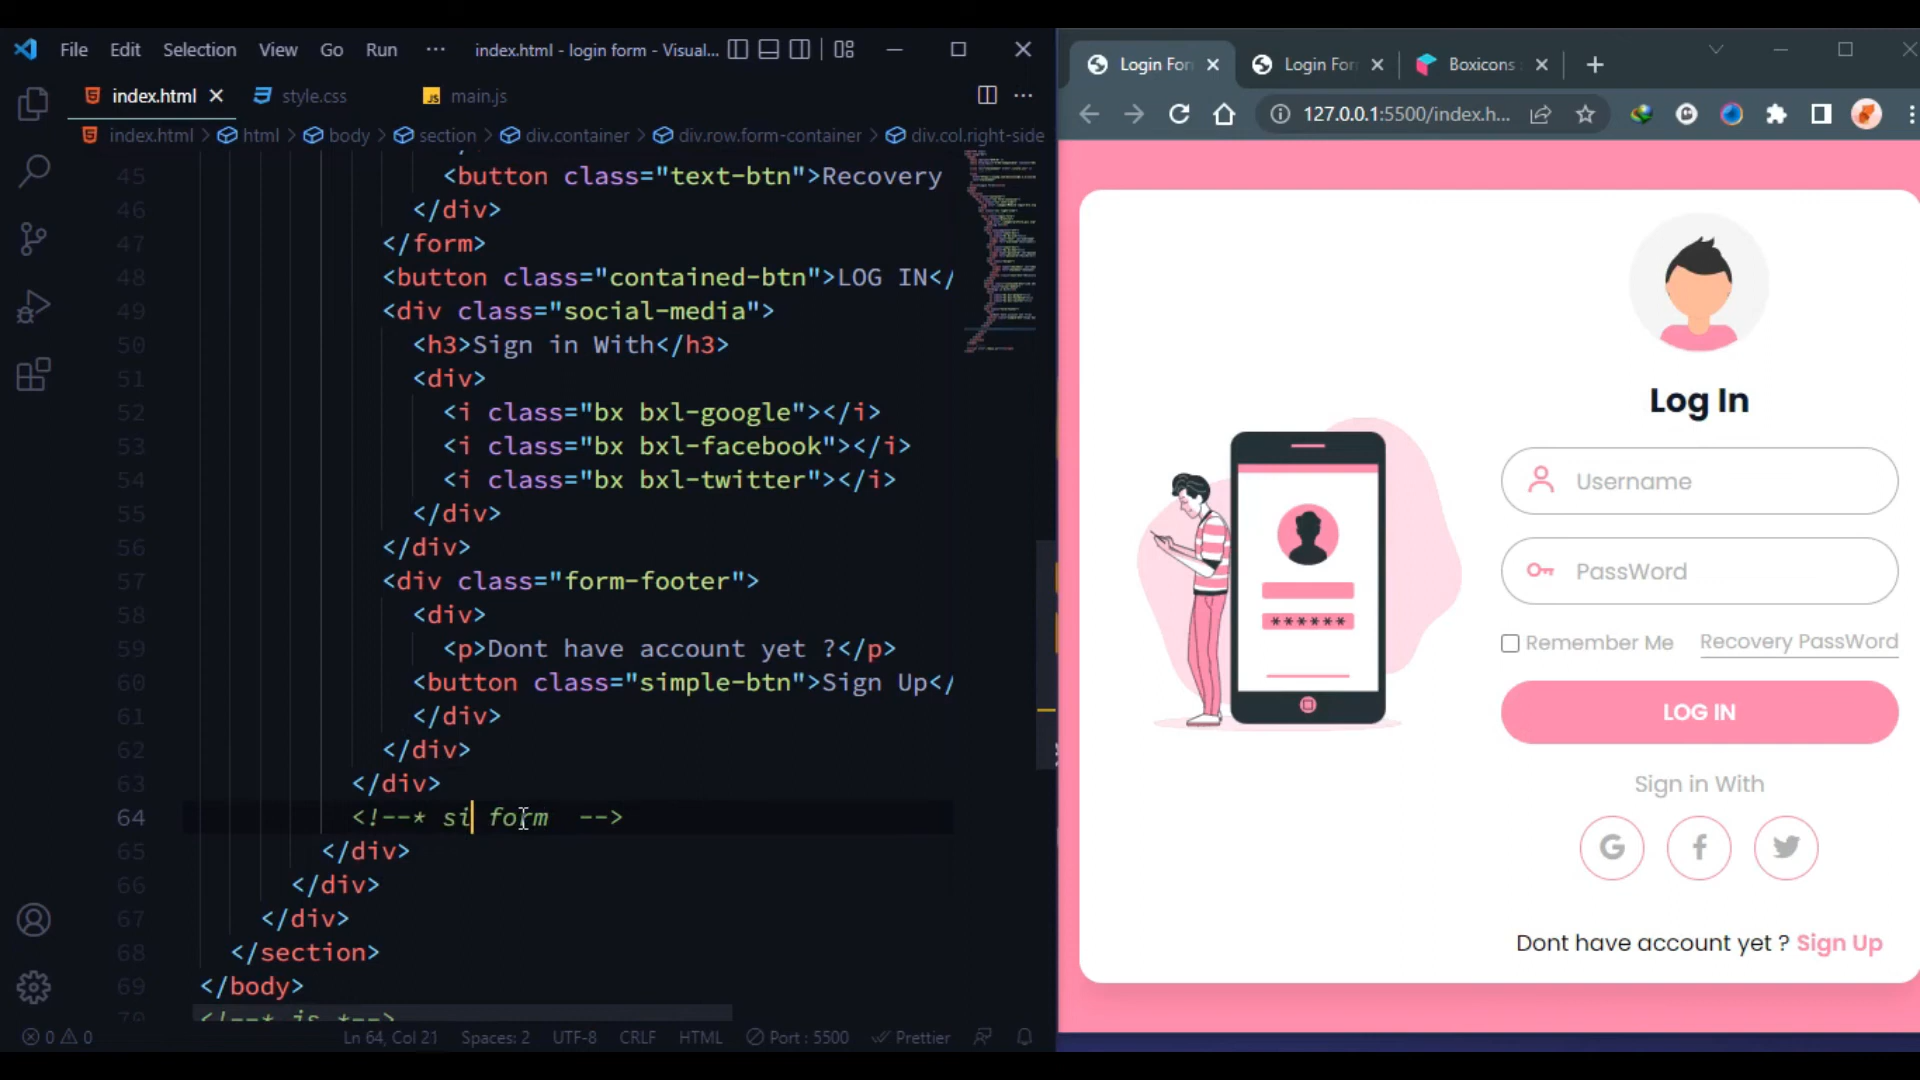 File Edit Selection View Go Run ··· index.html - login form - Visual...
index.html style.css JS main.js
index.html > html > body > section > div.container > div.row.form-container > div.col.right-side
45 <button class="text-btn">Recovery
46 </div>
47 </form>
48 <button class="contained-btn">LOG IN</
49 <div class="social-media">
50 <h3>Sign in With</h3>
51 <div>
52 <i class="bx bxl-google"></i>
53 <i class="bx bxl-facebook"></i>
54 <i class="bx bxl-twitter"></i>
55 </div>
56 </div>
57 <div class="form-footer">
58 <div>
59 <p>Dont have account yet ?</p>
60 <button class="simple-btn">Sign Up</
61 </div>
62 </div>
63 </div>
64 <!--* si form -->
65 </div>
66 </div>
67 </div>
68 </section>
69 </body>
70 <!--* js *-->
0 0 Ln 64, Col 21 Spaces: 2 UTF-8 CRLF HTML Port : 5500 Prettier
Login For Login For Boxicons
127.0.0.1:5500/index.h...
Log In
Username
PassWord
******
Remember Me Recovery PassWord
LOG IN
Sign in With
Dont have account yet ? Sign Up